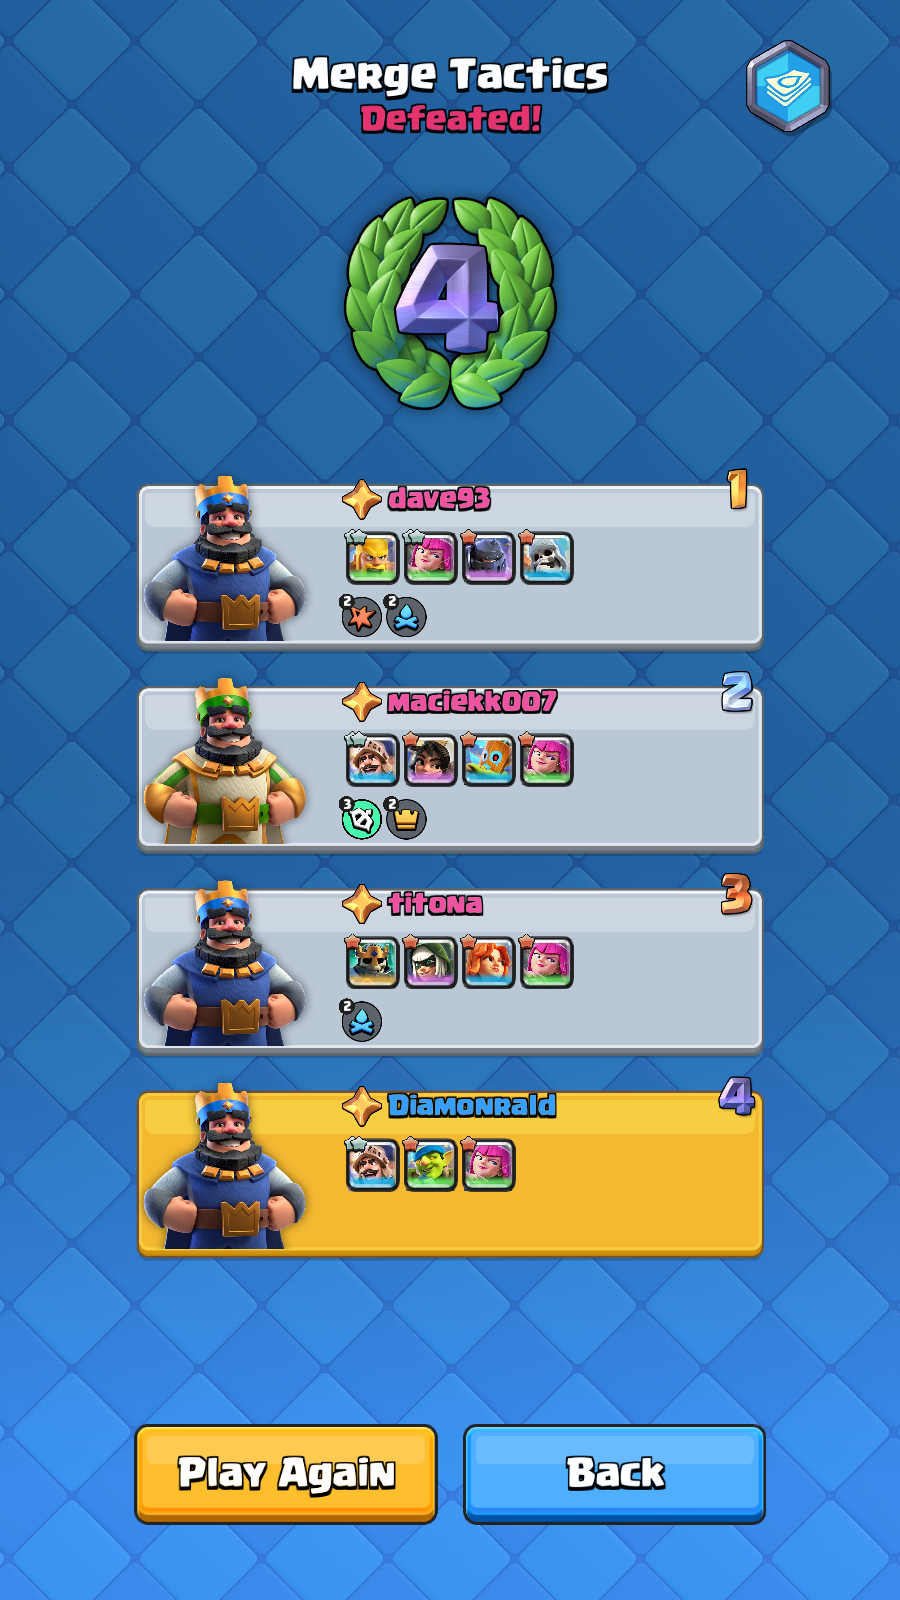 Merge Tactics
Defeated!
4
dave93
1
2
2
Maciekk007
2
3
2
titona
3
2
Diamonrald
4
Play Again
Back